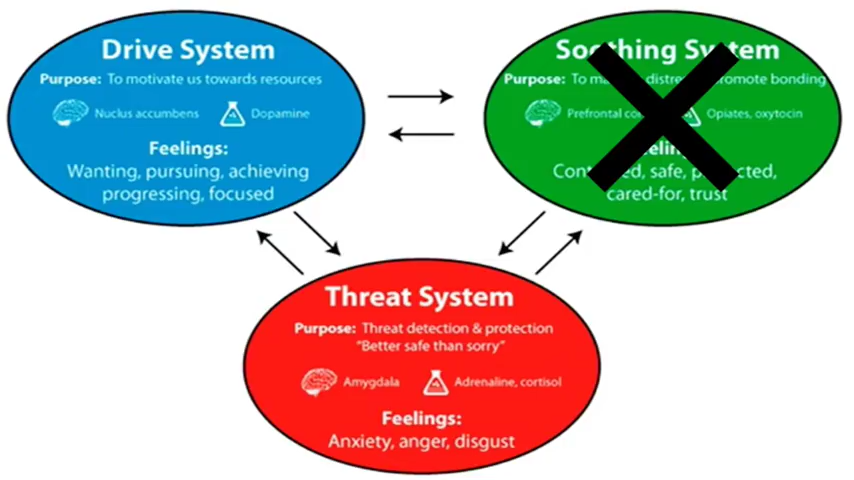 Drive System
Purpose: To motivate us towards resources
Nuclus accumbens
Dopamine
Feelings:
Wanting, pursuing, achieving
progressing, focused
System
Purpose: To distre promote bonding
Prefrontal
Opiates, oxytocin
safe,
cared-for, trust
Threat System
Purpose: Threat detection & protection
"Better safe than sorry"
Amygdala
Adrenaline, cortisol
Feelings:
Anxiety, anger, disgust